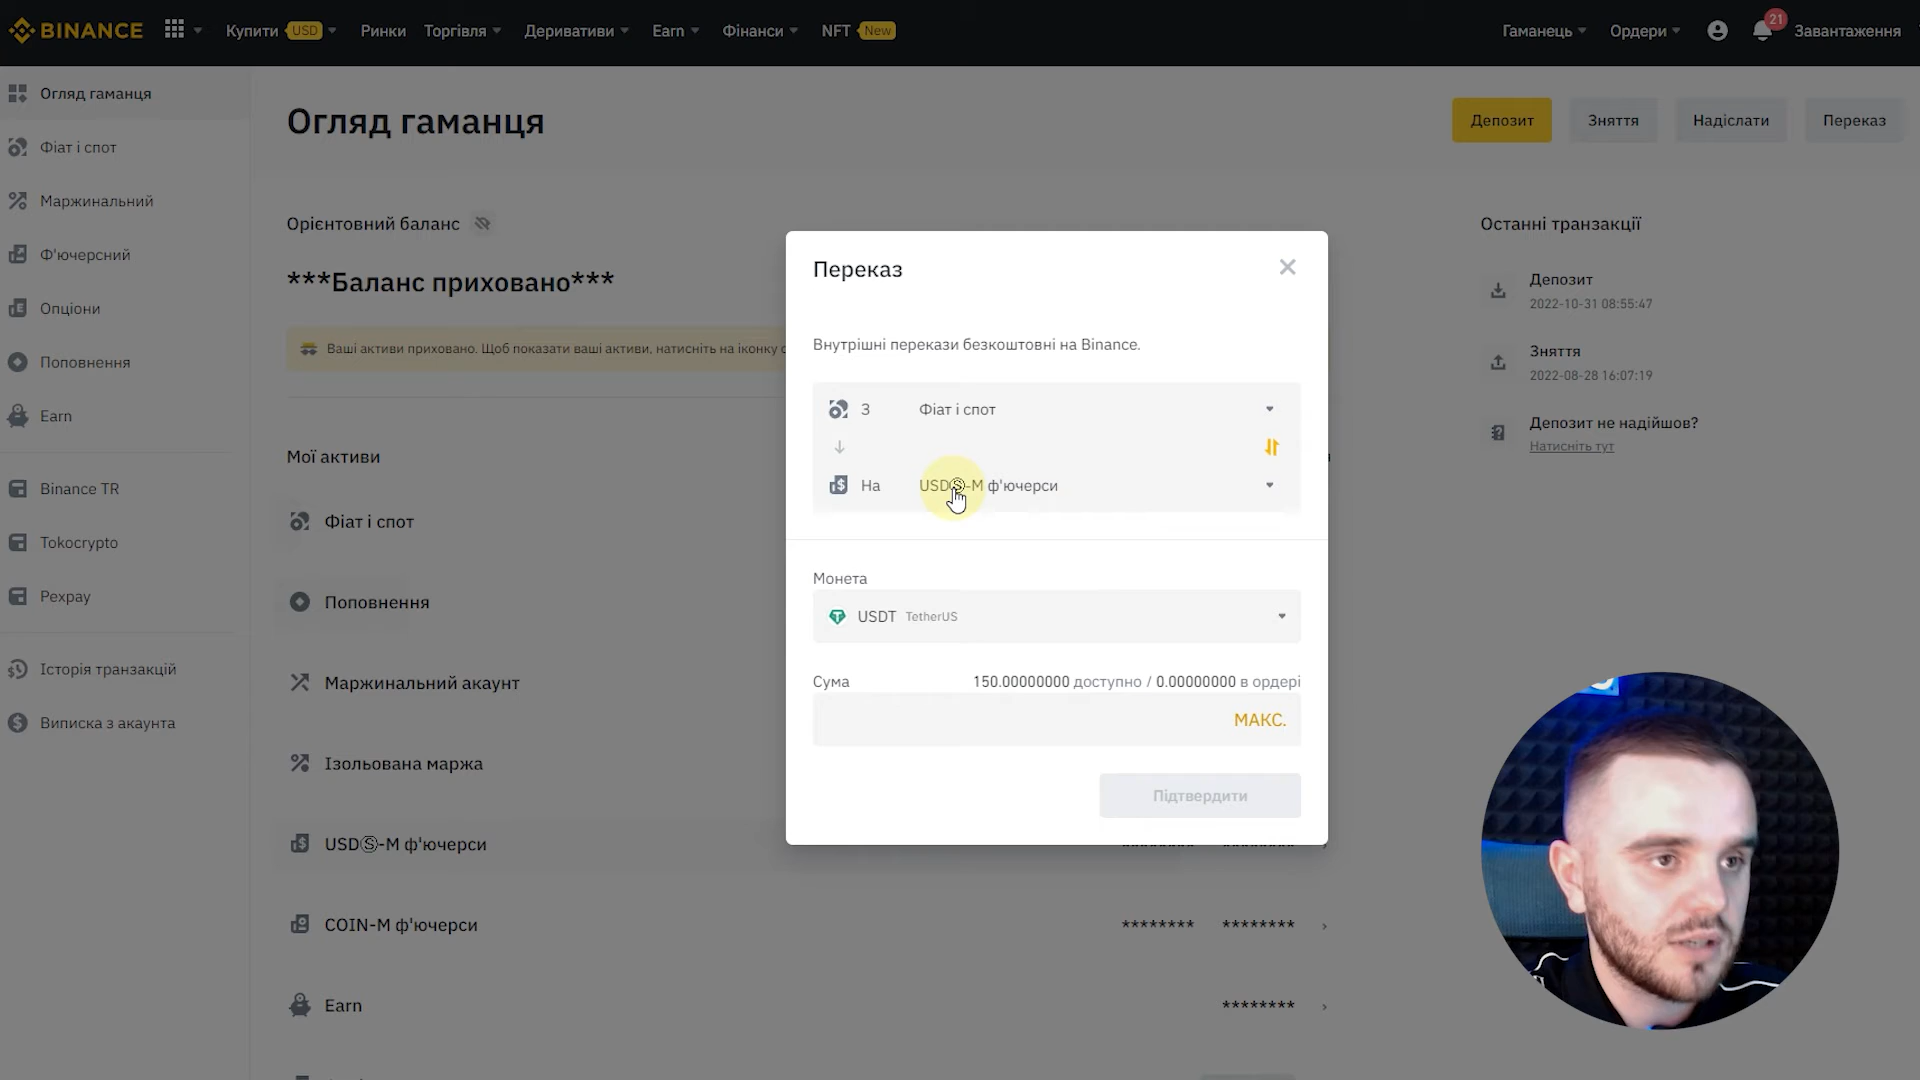 BINANCE
Купити USD
Ринки
Торгівля
Деривативи
Earn
Фінанси
NFT New
Гаманець
Ордери
21
Завантаження
Огляд гаманця
Фіат і спот
Маржинальний
Ф'ючерсний
Опціони
Поповнення
Earn
Binance TR
Tokocrypto
Pexpay
Історія транзакцій
Виписка з акаунта
Огляд гаманця
Депозит
Зняття
Надіслати
Переказ
Орієнтовний баланс
***Баланс приховано***
Ваші активи приховано. Щоб показати ваші активи, натисніть на іконку
Мої активи
Фіат і спот
Поповнення
Маржинальний акаунт
Ізольована маржа
USDⓈ-M ф'ючерси
COIN-M ф'ючерси
******** ********
Earn
********
Переказ
Внутрішні перекази безкоштовні на Binance.
З Фіат і спот
На USDⓈ-M ф'ючерси
Монета
USDT TetherUS
Сума 150.00000000 доступно / 0.00000000 в ордері
МАКС.
Підтвердити
Останні транзакції
Депозит
2022-10-31 08:55:47
Зняття
2022-08-28 16:07:19
Депозит не надійшов?
Натисніть тут